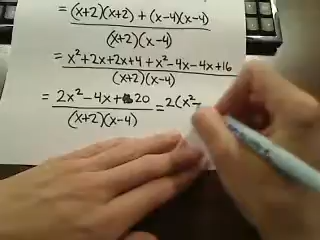 = (x+2)(x+2) + (x-4)(x-4)
(x+2)(x-4)
= x²+2x+2x+4 + x²-4x-4x+16
(x+2)(x-4)
= 2x²-4x+20 = 2(x²-
(x+2)(x-4)